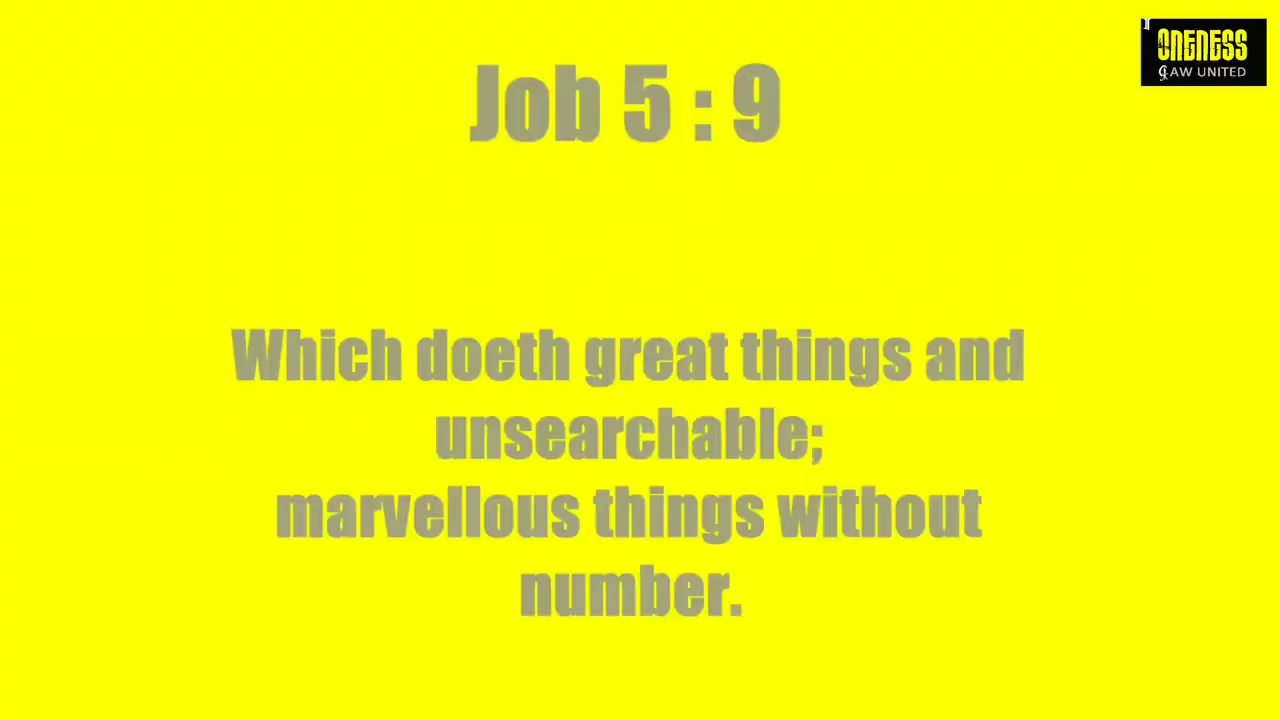 Job 5 : 9
ONENESS
AW UNITED
Which doeth great things and
unsearchable;
marvellous things without
number.